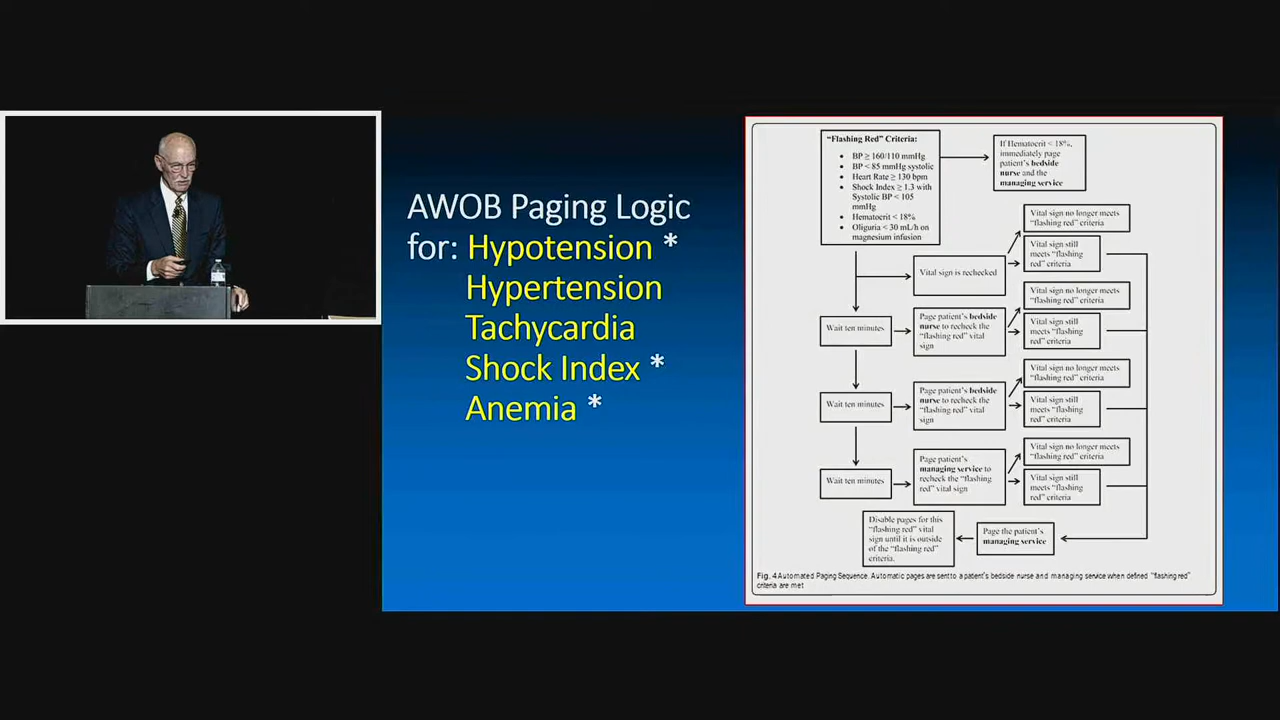 AWOB Paging Logic
for: Hypotension *
Hypertension
Tachycardia
Shock Index *
Anemia *
"Flashing Red" Criteria:
• BP ≥ 160/110 mmHg
• BP < 85 mmHg systolic
• Heart Rate ≥ 130 bpm
• Shock Index ≥ 1.3 with
Systolic BP < 105
mmHg
• Hematocrit < 18%
• Oliguria < 30 mL/h on
magnesium infusion
If Hematocrit < 18%,
immediately page
patient's bedside
nurse and the
managing service
Vital sign is rechecked
Vital sign no longer meets
"flashing red" criteria
Vital sign still
meets "flashing
red" criteria
Wait ten minutes
Page patient's bedside
nurse to recheck the
"flashing red" vital
sign
Vital sign no longer meets
"flashing red" criteria
Vital sign still
meets "flashing
red" criteria
Wait ten minutes
Page patient's bedside
nurse to recheck the
"flashing red" vital
sign
Vital sign no longer meets
"flashing red" criteria
Vital sign still
meets "flashing
red" criteria
Wait ten minutes
Page patient's
managing service to
recheck the "flashing
red" vital sign
Vital sign no longer meets
"flashing red" criteria
Vital sign still
meets "flashing
red" criteria
Disable pages for this
"flashing red" vital
sign until it is outside
of the "flashing red"
criteria.
Page the patient's
managing service
Fig. 4 Automated Paging Sequence. Automatic pages are sent to a patient's bedside nurse and managing service when defined "flashing red"
criteria are met